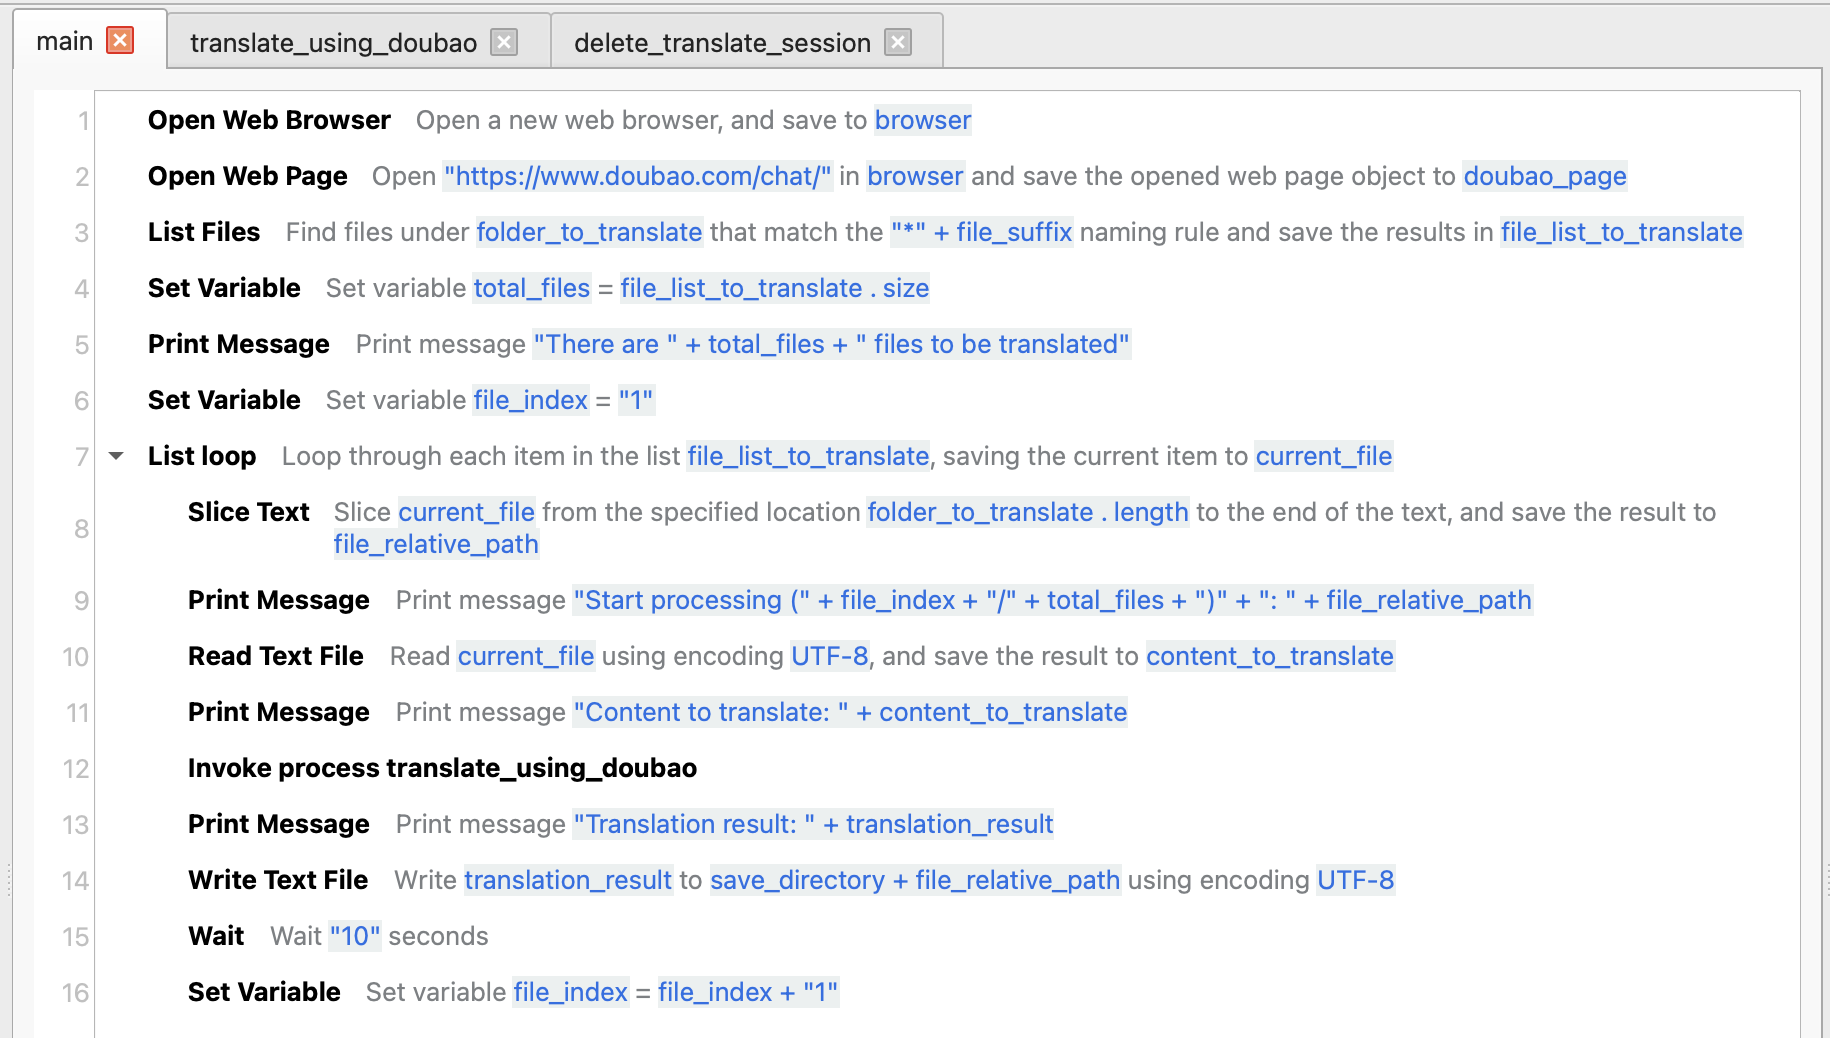 main translate_using_doubao delete_translate_session
1 Open Web Browser Open a new web browser, and save to browser
2 Open Web Page Open "https://www.doubao.com/chat/" in browser and save the opened web page object to doubao_page
3 List Files Find files under folder_to_translate that match the "*" + file_suffix naming rule and save the results in file_list_to_translate
4 Set Variable Set variable total_files = file_list_to_translate . size
5 Print Message Print message "There are " + total_files + " files to be translated"
6 Set Variable Set variable file_index = "1"
7 List loop Loop through each item in the list file_list_to_translate, saving the current item to current_file
8 Slice Text Slice current_file from the specified location folder_to_translate . length to the end of the text, and save the result to
file_relative_path
9 Print Message Print message "Start processing (" + file_index + "/" + total_files + ")" + ": " + file_relative_path
10 Read Text File Read current_file using encoding UTF-8, and save the result to content_to_translate
11 Print Message Print message "Content to translate: " + content_to_translate
12 Invoke process translate_using_doubao
13 Print Message Print message "Translation result: " + translation_result
14 Write Text File Write translation_result to save_directory + file_relative_path using encoding UTF-8
15 Wait Wait "10" seconds
16 Set Variable Set variable file_index = file_index + "1"